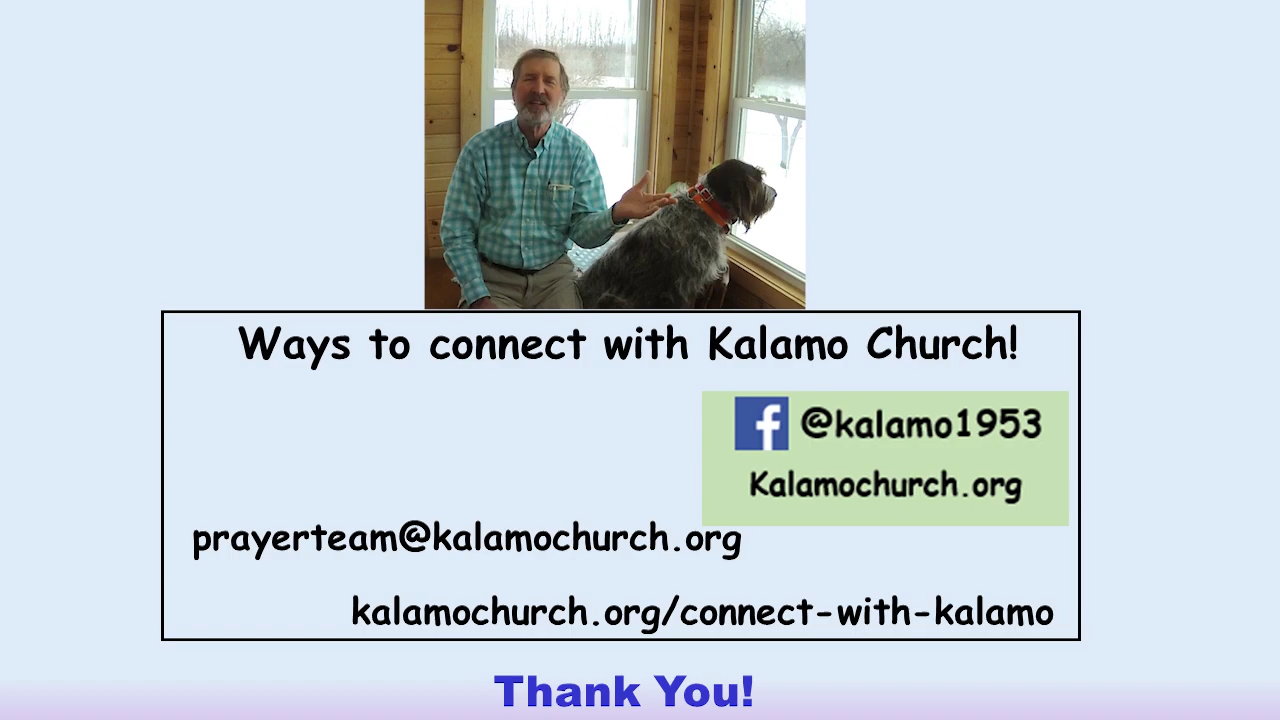 Ways to connect with Kalamo Church!
@kalamo1953
Kalamochurch.org
prayerteam@kalamochurch.org
kalamochurch.org/connect-with-kalamo
Thank You!